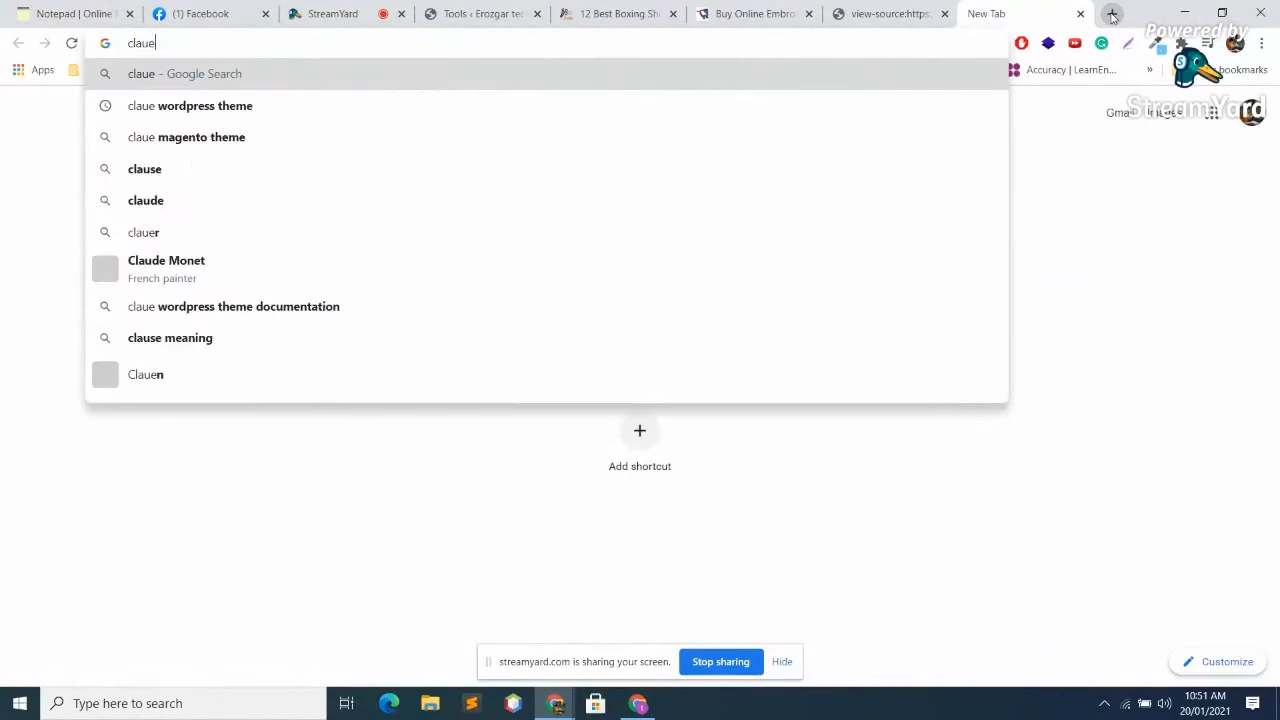 Notepad | Online
(1) Facebook
StreamYard
Tools ‹ Erozgar tec
12 Best Boxing Sh
Buy Online Embro
view-source:https:
New Tab
Powered by
StreamYard
claue
Apps
Accuracy | LearnEn...
»
bookmarks
claue - Google Search
claue wordpress theme
claue magento theme
clause
claude
clauer
Claude Monet
French painter
claue wordpress theme documentation
clause meaning
Clauen
Images
Add shortcut
streamyard.com is sharing your screen.
Stop sharing
Hide
Customize
Type here to search
10:51 AM
20/01/2021